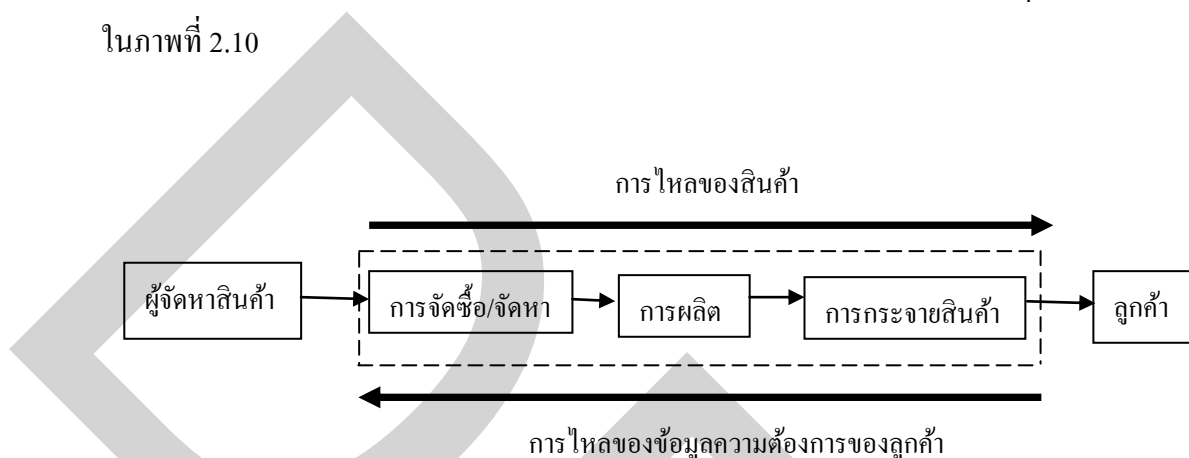 ในภาพที่ 2.10
การไหลของสินค้า
ผู้จัดหาสินค้า
การจัดซื้อ/จัดหา
การผลิต
การกระจายสินค้า
ลูกค้า
การไหลของข้อมูลความต้องการของลูกค้า